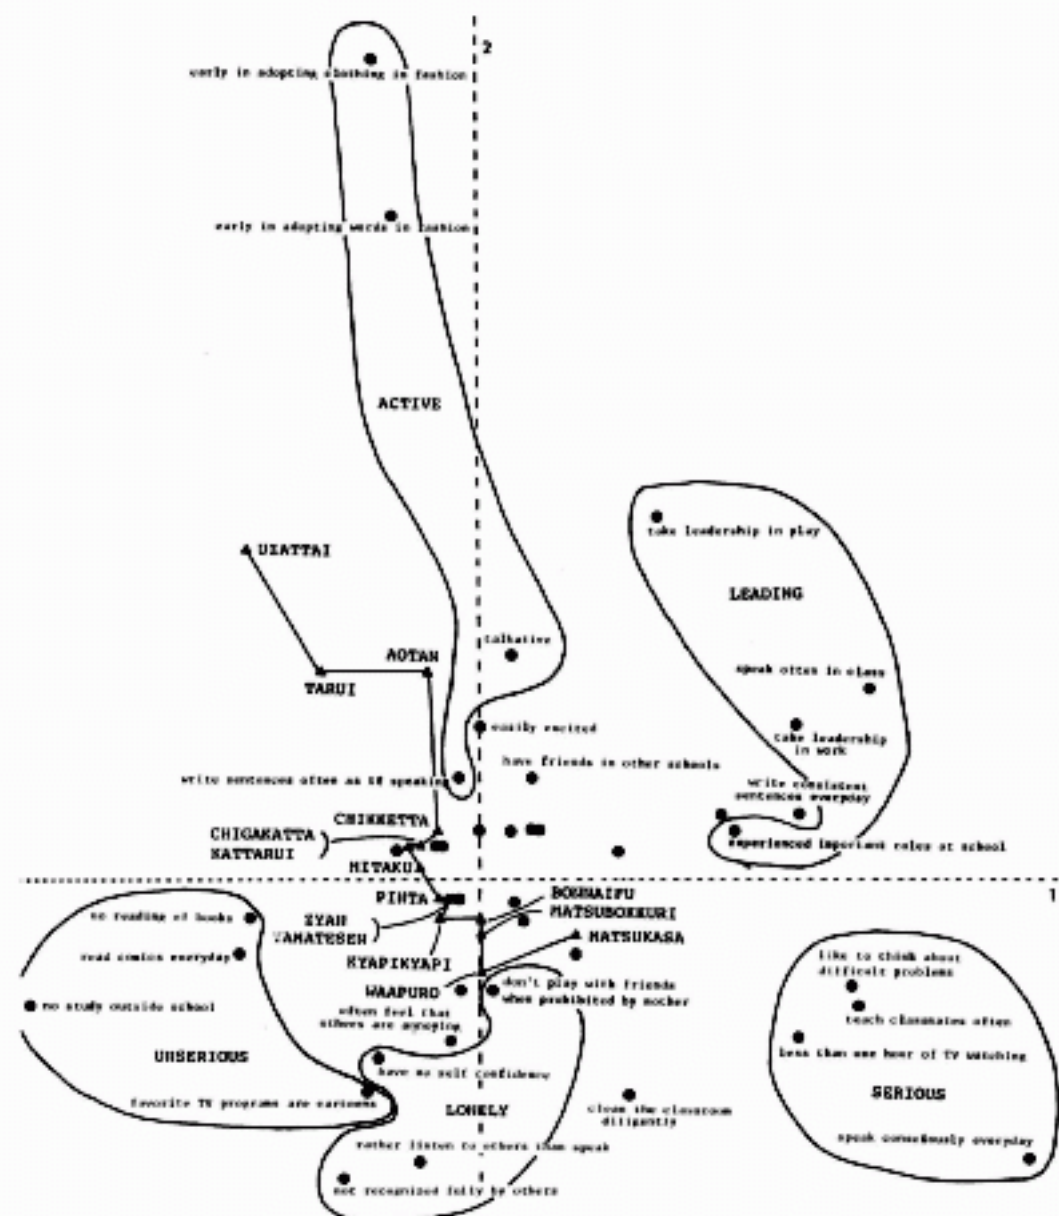 2
early in adopting clothing in fashion
early in adopting words in fashion
ACTIVE
take leadership in play
UZATTAI
LEADING
talkative
AOTAN
speak often in class
TARUI
easily excited
take leadership
in work
have friends in other schools
write sentences often as if speaking
write consistent
sentences everyday
CHIKKETTA
CHIGAKATTA
KATTARUI
experienced important roles at school
MITAKUI
1
PINTA
BONNAIFU
no reading of books
ZYAN
MATSUBOKKURI
YAMATESEN
MATSUKASA
read comics everyday
KYAPIKYAPI
like to think about
difficult problems
WAAPURO
don't play with friends
when prohibited by mother
no study outside school
often feel that
others are annoying
teach classmates often
UNSERIOUS
less than one hour of TV watching
have no self confidence
favorite TV programs are cartoons
LONELY
clean the classroom
diligently
SERIOUS
rather listen to others than speak
speak consciously everyday
not recognized fully by others